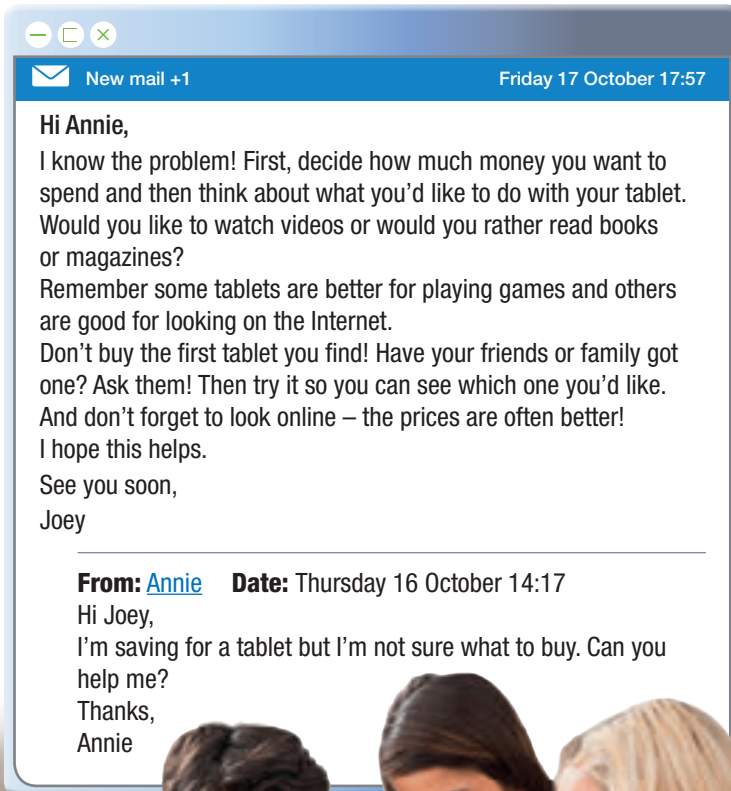 New mail +1 Friday 17 October 17:57
Hi Annie,
I know the problem! First, decide how much money you want to
spend and then think about what you’d like to do with your tablet.
Would you like to watch videos or would you rather read books
or magazines?
Remember some tablets are better for playing games and others
are good for looking on the Internet.
Don’t buy the first tablet you find! Have your friends or family got
one? Ask them! Then try it so you can see which one you’d like.
And don’t forget to look online – the prices are often better!
I hope this helps.
See you soon,
Joey
From: Annie Date: Thursday 16 October 14:17
Hi Joey,
I’m saving for a tablet but I’m not sure what to buy. Can you
help me?
Thanks,
Annie